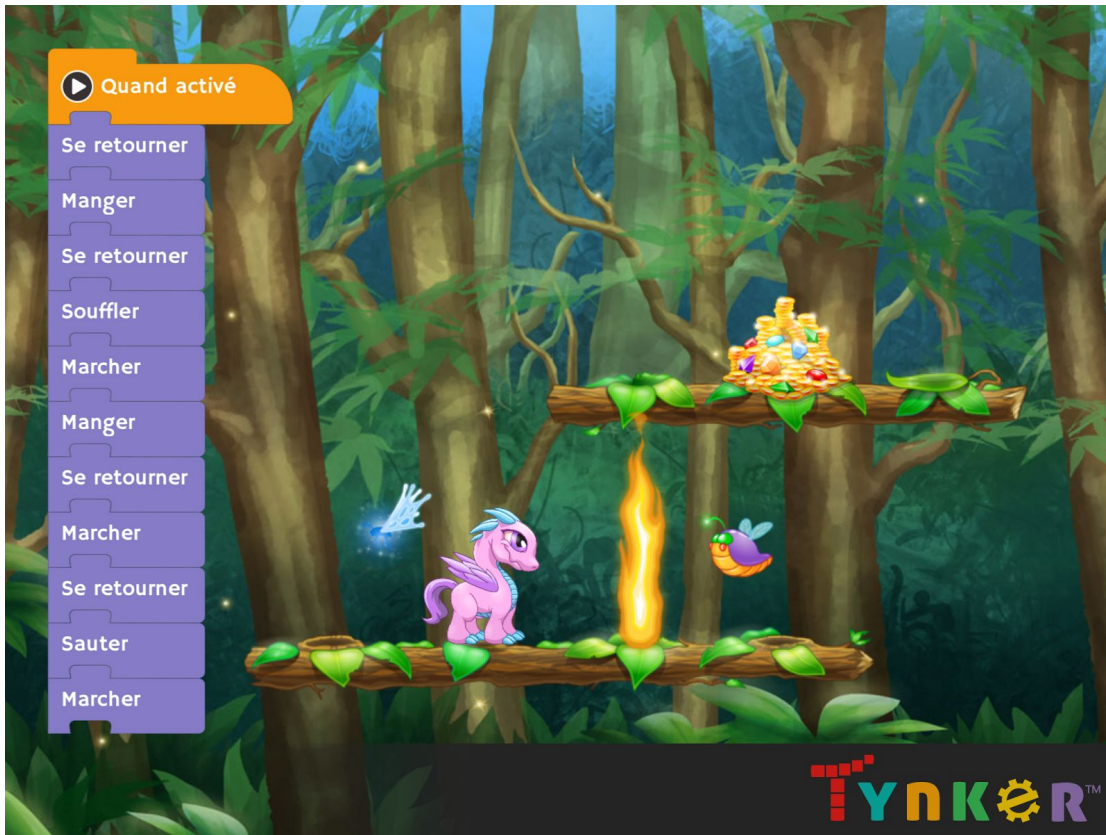 Quand activé
Se retourner
Manger
Se retourner
Souffler
Marcher
Manger
Se retourner
Marcher
Se retourner
Sauter
Marcher
TYNKER™